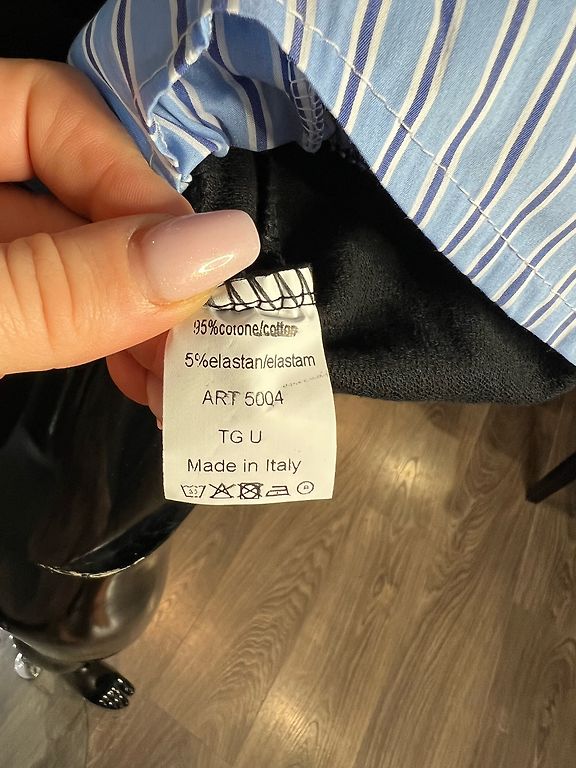 95%cotone/cotton
5%elastan/elastam
ART 5004
TG U
Made in Italy